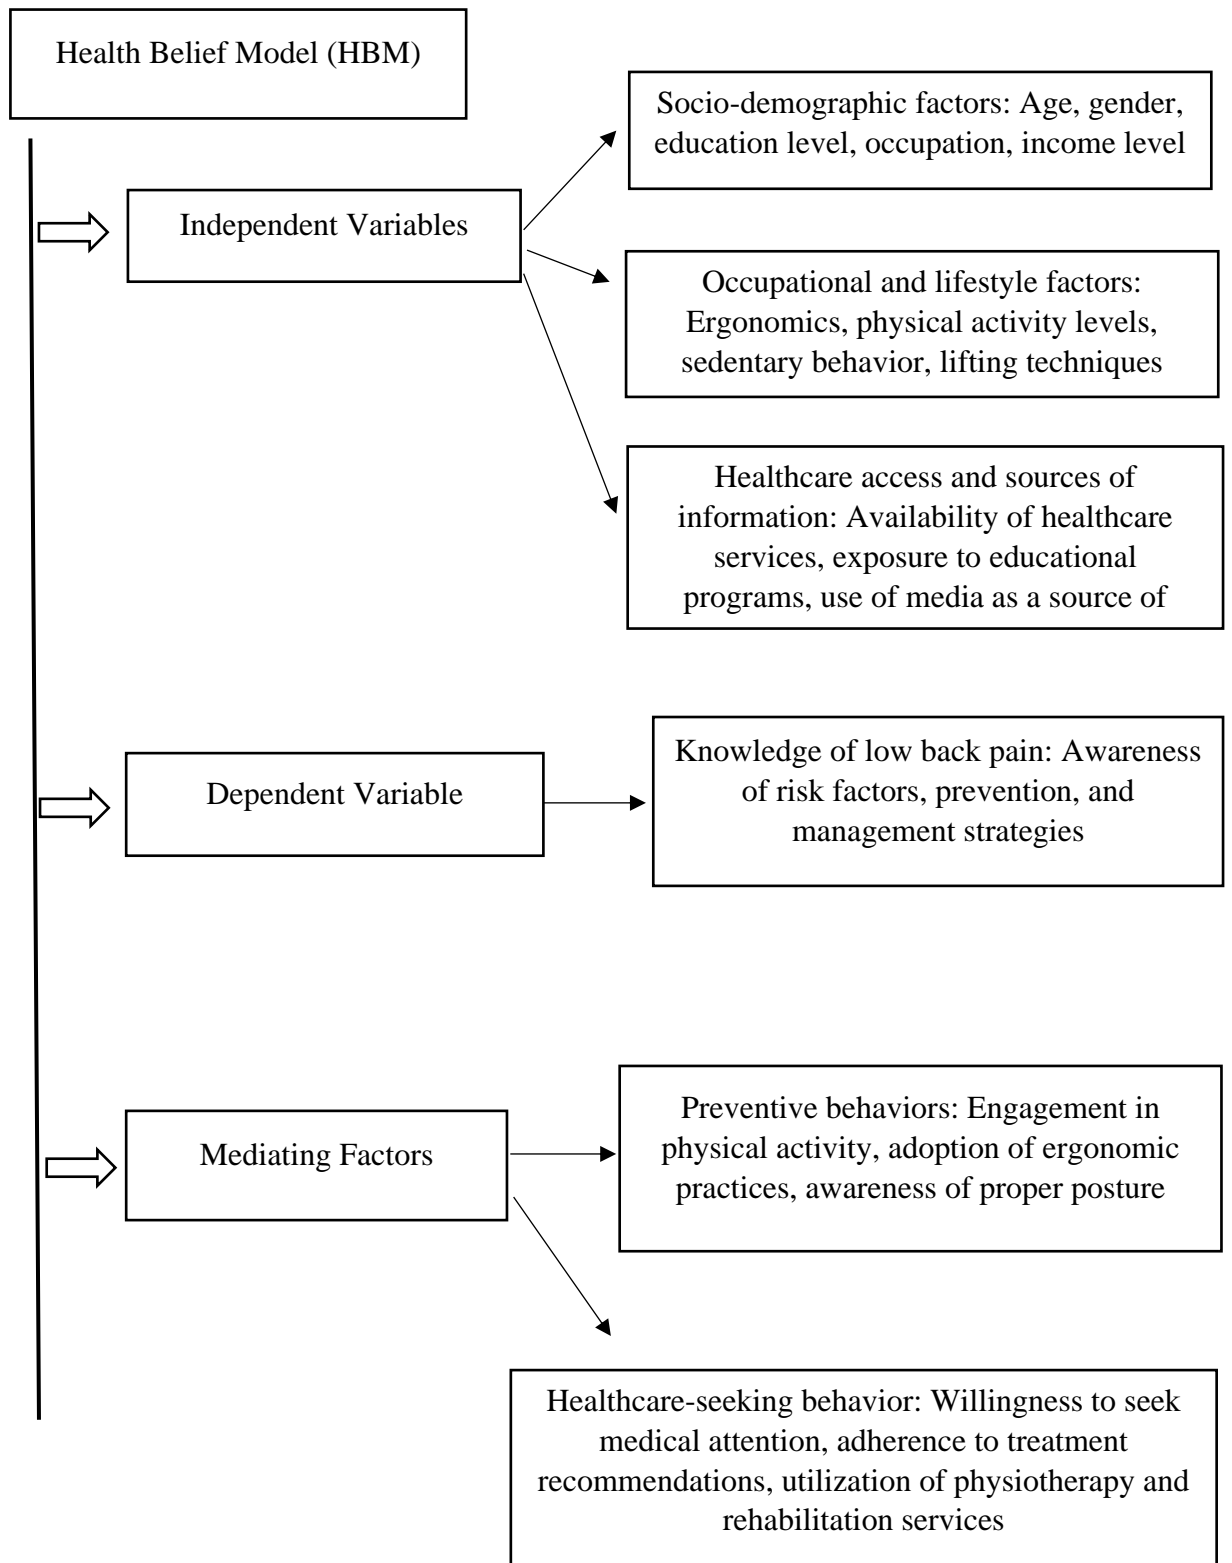 Health Belief Model (HBM)
Socio-demographic factors: Age, gender,
education level, occupation, income level
Independent Variables
Occupational and lifestyle factors:
Ergonomics, physical activity levels,
sedentary behavior, lifting techniques
Healthcare access and sources of
information: Availability of healthcare
services, exposure to educational
programs, use of media as a source of
Dependent Variable
Knowledge of low back pain: Awareness
of risk factors, prevention, and
management strategies
Mediating Factors
Preventive behaviors: Engagement in
physical activity, adoption of ergonomic
practices, awareness of proper posture
Healthcare-seeking behavior: Willingness to seek
medical attention, adherence to treatment
recommendations, utilization of physiotherapy and
rehabilitation services